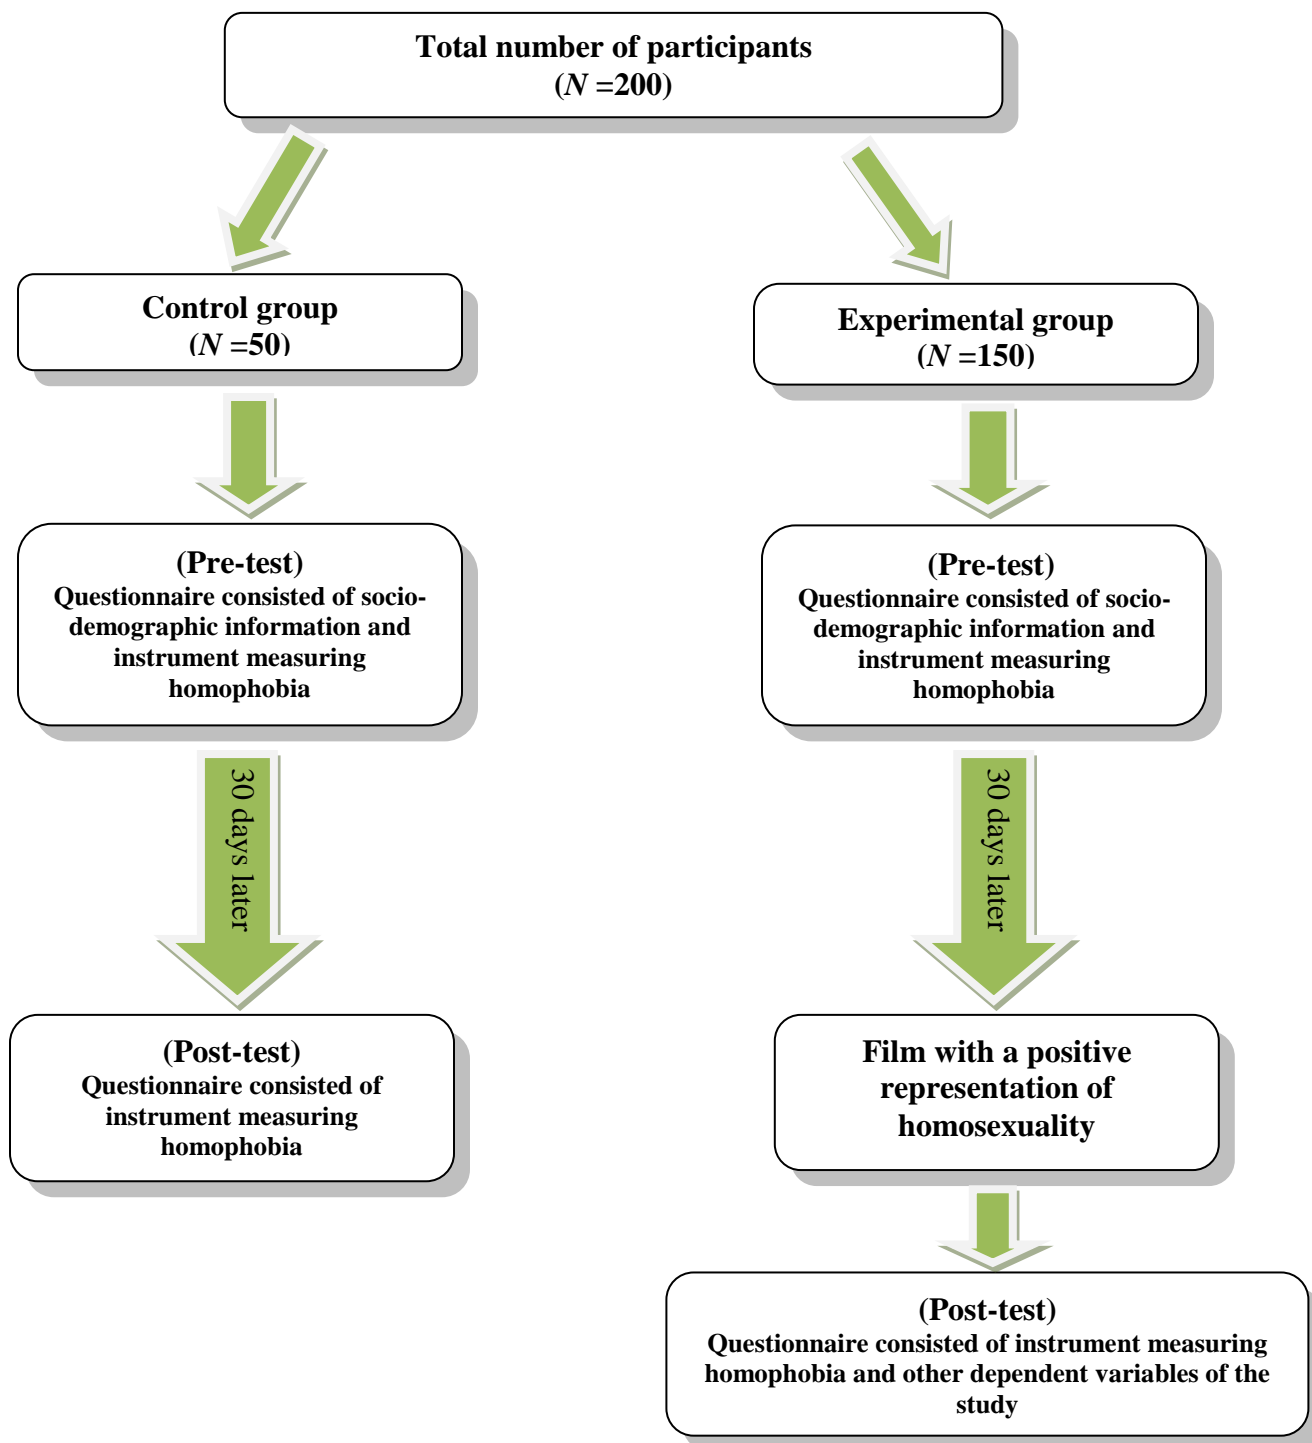 Total number of participants
(N =200)
Control group
(N =50)
Experimental group
(N =150)
(Pre-test)
Questionnaire consisted of socio-
demographic information and
instrument measuring
homophobia
(Pre-test)
Questionnaire consisted of socio-
demographic information and
instrument measuring
homophobia
30 days later
30 days later
(Post-test)
Questionnaire consisted of
instrument measuring
homophobia
Film with a positive
representation of
homosexuality
(Post-test)
Questionnaire consisted of instrument measuring
homophobia and other dependent variables of the
study